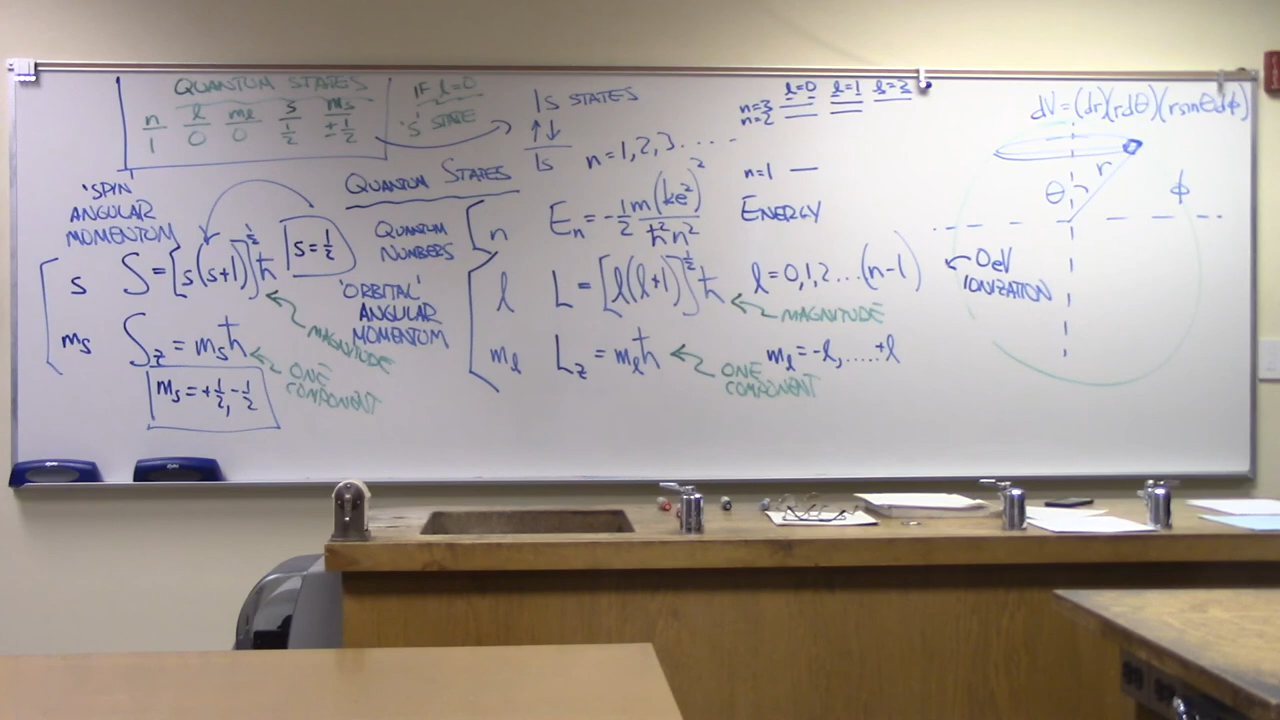 QUANTUM STATES
n l mₗ s mₛ
1 0 0 1/2 ±1/2
IF l=0
'S' STATE
1s STATES
↑↓
1s
n=1,2,3....
l=0 l=1 l=2
n=3
n=2
n=1
dV=(dr)(rdθ)(rsinθdϕ)
r
θ
ϕ
'SPIN'
ANGULAR
MOMENTUM
s S=[s(s+1)]^½ ħ
s=1/2
MAGNITUDE
mₛ S_z = mₛħ
ONE
COMPONENT
mₛ=+1/2, -1/2
QUANTUM STATES
QUANTUM
NUMBERS
n Eₙ = -1/2 m(ke²)²/ħ²n² ENERGY
'ORBITAL'
ANGULAR
MOMENTUM
l L = [l(l+1)]^½ ħ l=0,1,2...(n-1)
MAGNITUDE
mₗ L_z = mₗħ mₗ=-l,.....+l
ONE
COMPONENT
← 0eV
IONIZATION